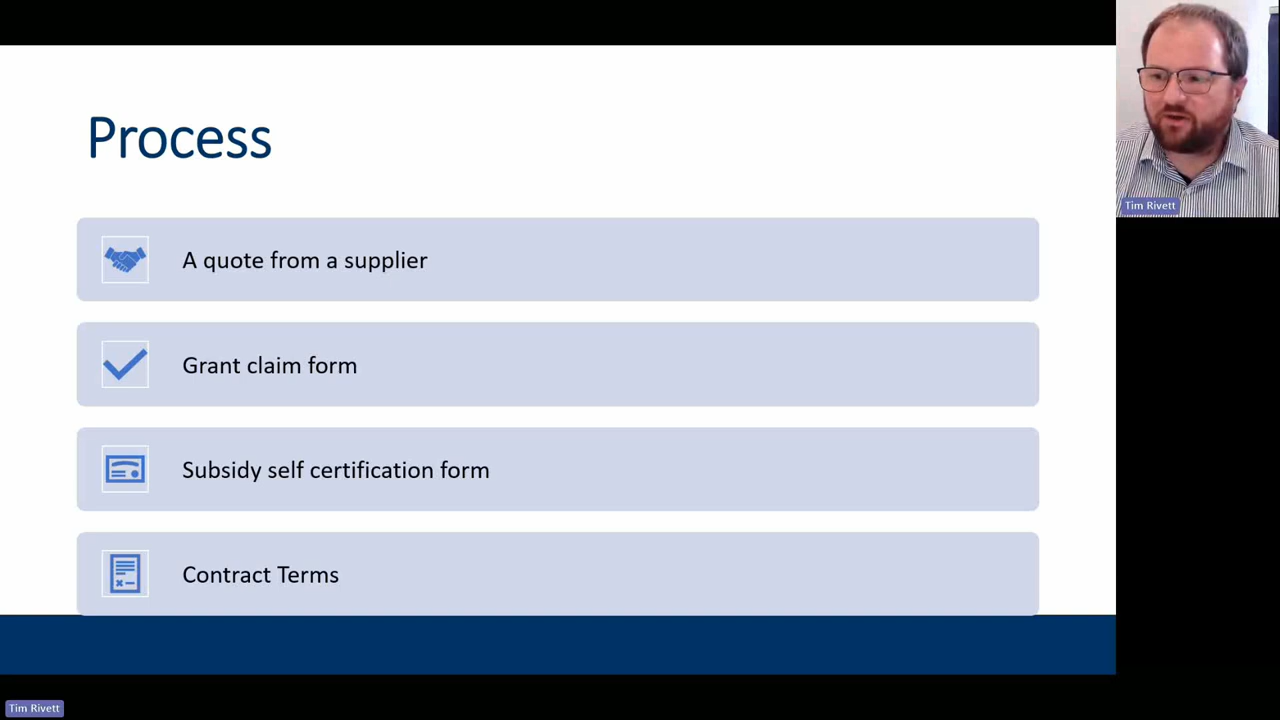 Process
A quote from a supplier
Grant claim form
Subsidy self certification form
Contract Terms
Tim Rivett
Tim Rivett